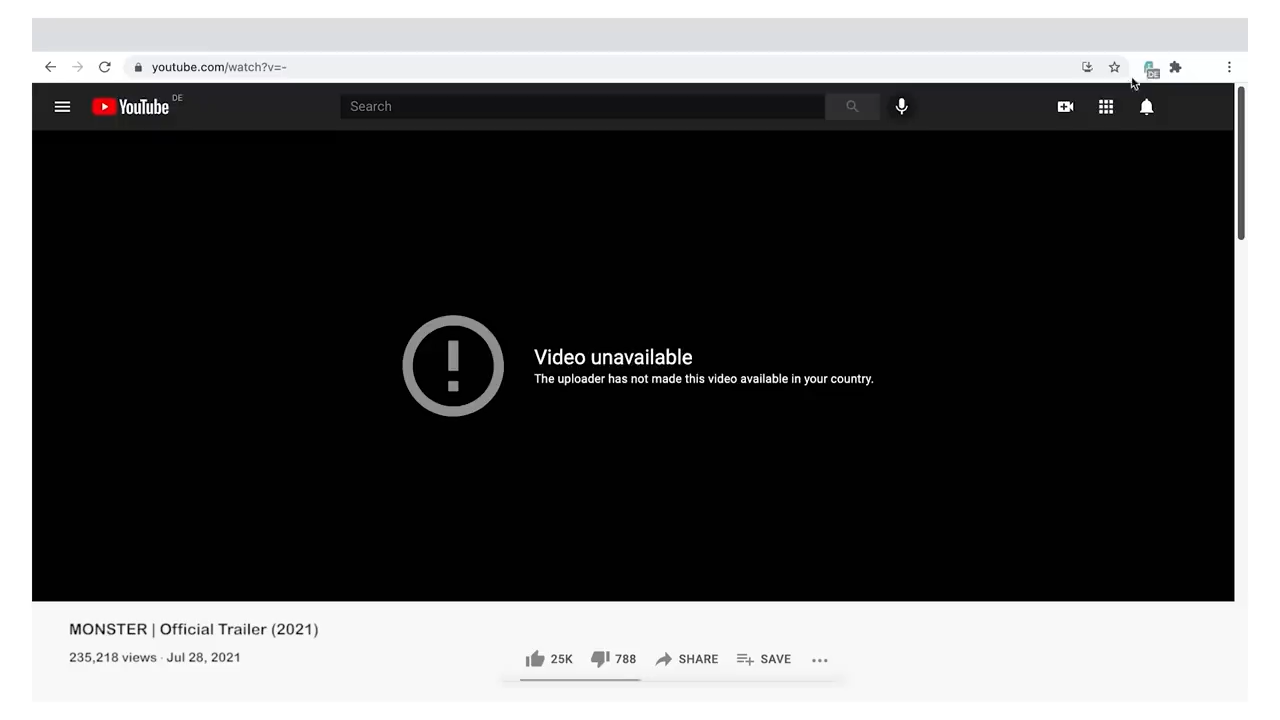 youtube.com/watch?v=-
DE
YouTube DE
Search
Video unavailable
The uploader has not made this video available in your country.
MONSTER | Official Trailer (2021)
235,218 views · Jul 28, 2021
25K 788 SHARE SAVE